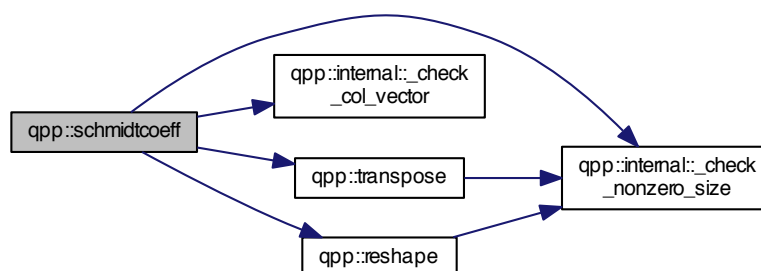 qpp::schmidtcoeff
qpp::internal::_check
_col_vector
qpp::transpose
qpp::reshape
qpp::internal::_check
_nonzero_size